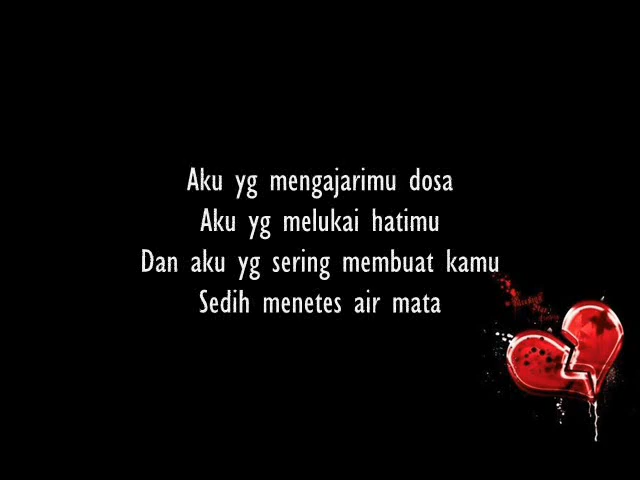 Aku yg mengajarimu dosa
Aku yg melukai hatimu
Dan aku yg sering membuat kamu
Sedih menetes air mata